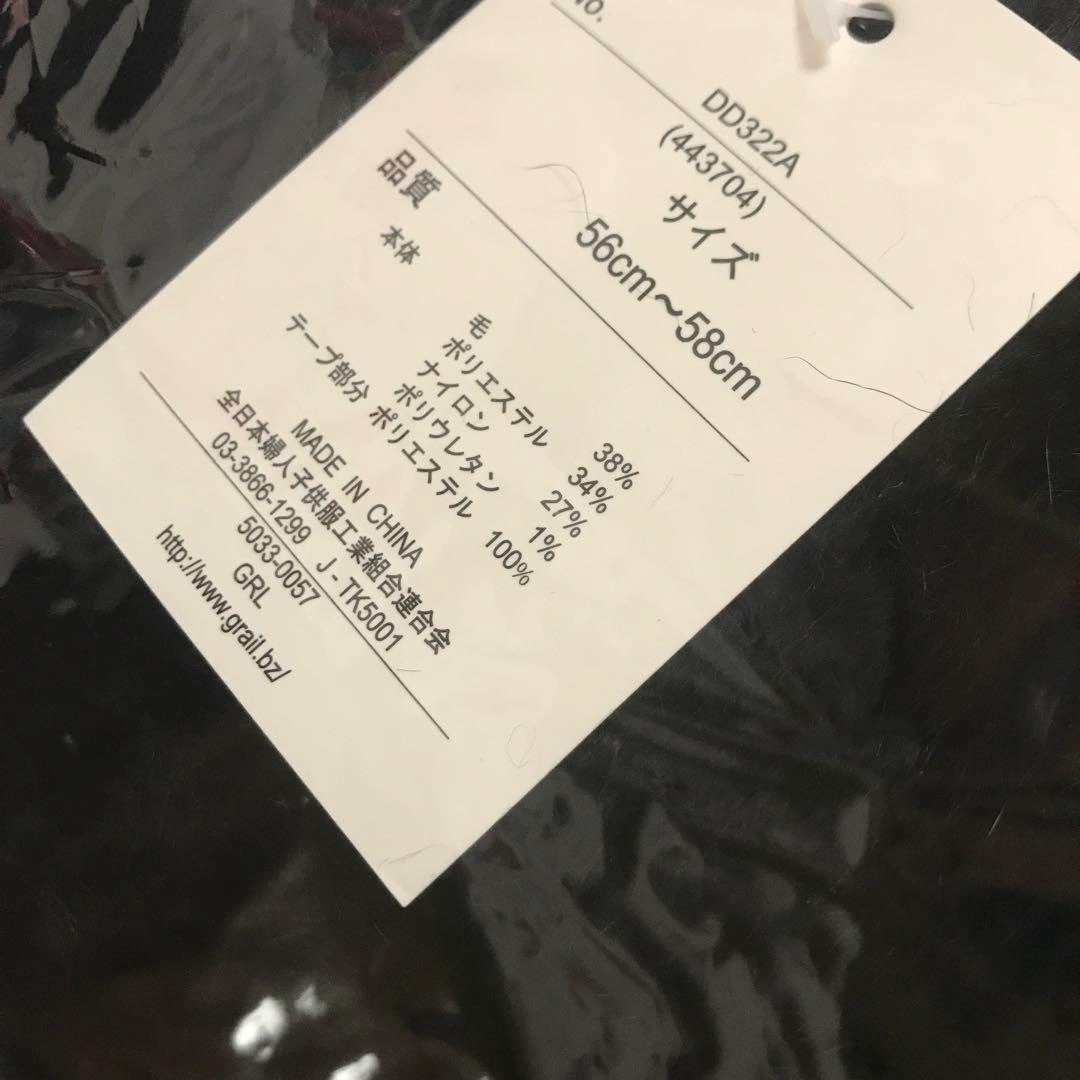 No.
DD322A
(443704)
サイズ
56cm〜58cm
品質
本体
毛 38%
ポリエステル 34%
ナイロン 27%
ポリウレタン 1%
テープ部分 ポリエステル 100%
MADE IN CHINA
全日本婦人子供服工業組合連合会
03-3866-1299 J-TK5001
5033-0057
GRL
http://www.grail.bz/